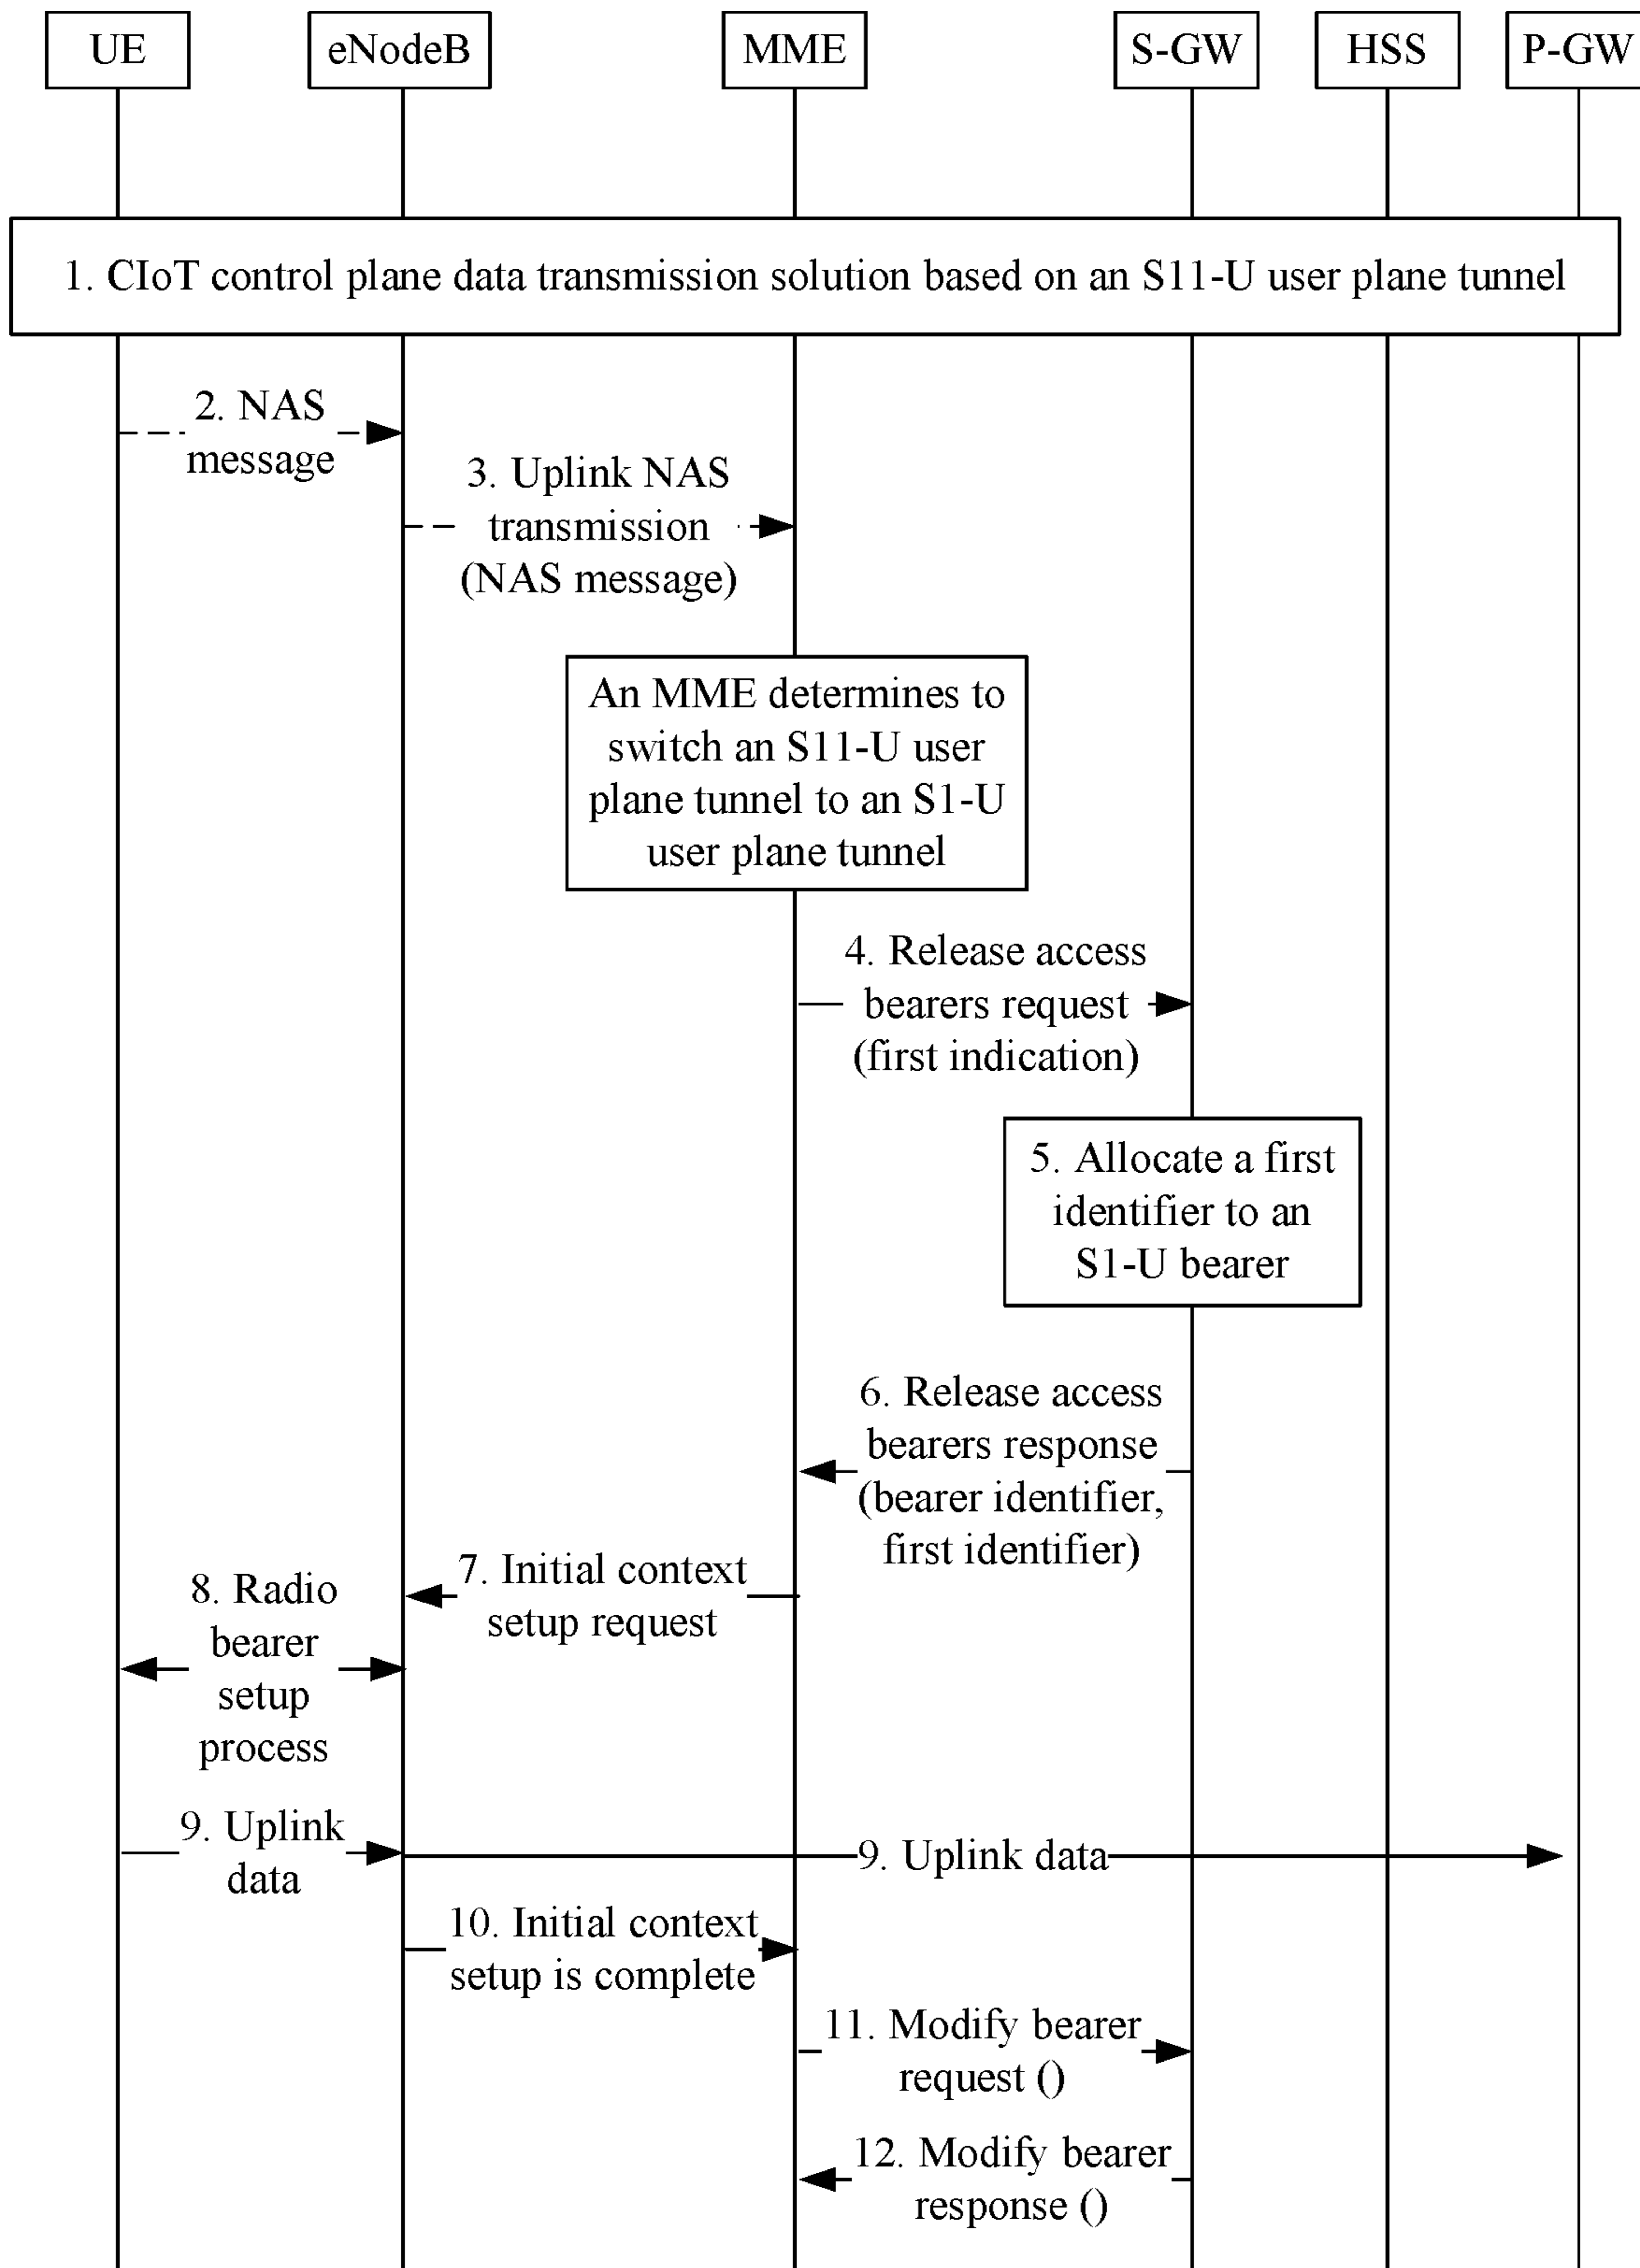 UE
eNodeB
MME
S-GW
HSS
P-GW
1. CIoT control plane data transmission solution based on an S11-U user plane tunnel
2. NAS
message
3. Uplink NAS
transmission
(NAS message)
An MME determines to
switch an S11-U user
plane tunnel to an S1-U
user plane tunnel
4. Release access
bearers request
(first indication)
5. Allocate a first
identifier to an
S1-U bearer
6. Release access
bearers response
(bearer identifier,
first identifier)
7. Initial context
setup request
8. Radio
bearer
setup
process
9. Uplink
data
9. Uplink data
10. Initial context
setup is complete
11. Modify bearer
request ()
12. Modify bearer
response ()